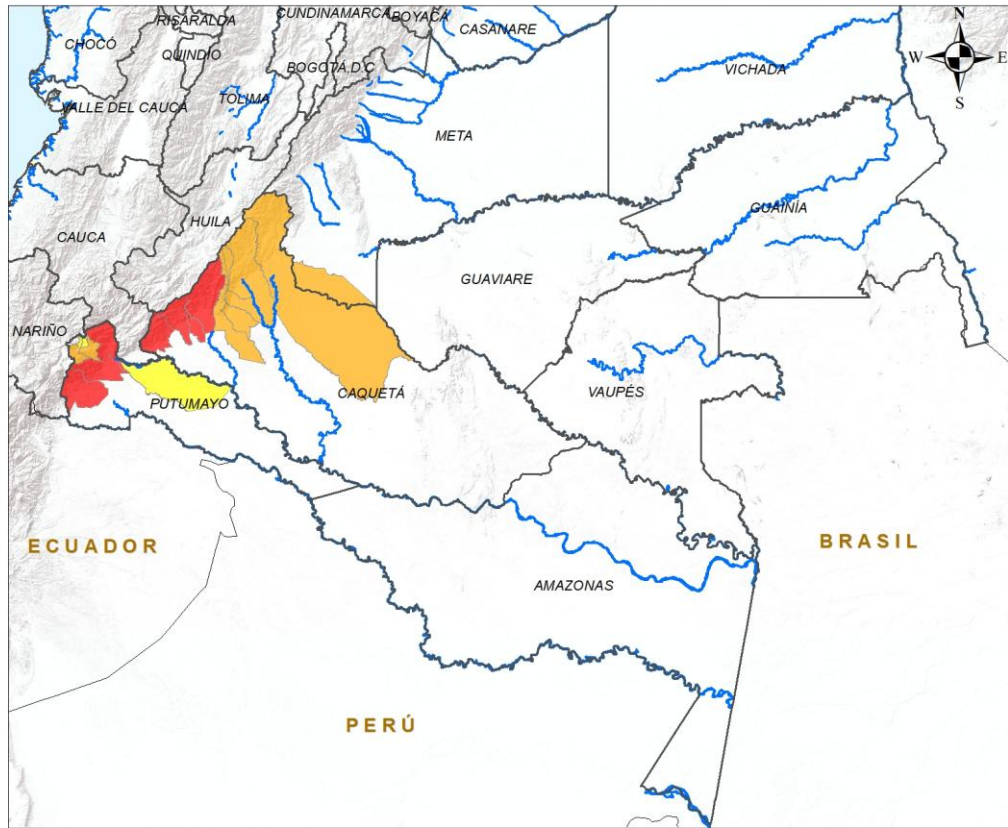 RISARALDA
CUNDINAMARCA
BOYACÁ
CASANARE
N
CHOCÓ
QUINDÍO
BOGOTÁ D.C
W
E
VICHADA
S
VALLE DEL CAUCA
TOLIMA
META
HUILA
GUAINÍA
CAUCA
GUAVIARE
NARIÑO
CAQUETÁ
VAUPÉS
PUTUMAYO
ECUADOR
BRASIL
AMAZONAS
PERÚ